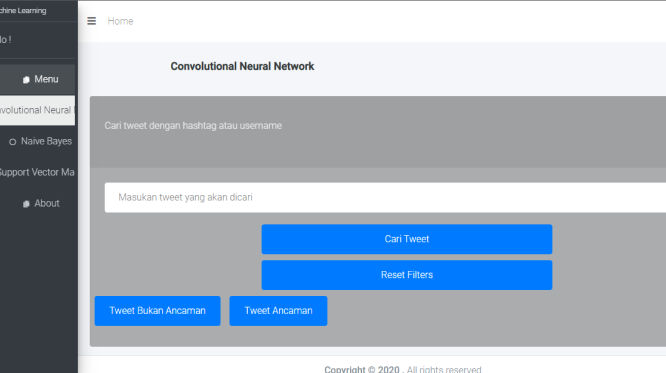 Machine Learning
Home
lo !
Convolutional Neural Network
Menu
Convolutional Neural
Cari tweet dengan hashtag atau username
Naive Bayes
Support Vector Ma
Masukan tweet yang akan dicari
About
Cari Tweet
Reset Filters
Tweet Bukan Ancaman
Tweet Ancaman
Copyright © 2020 . All rights reserved